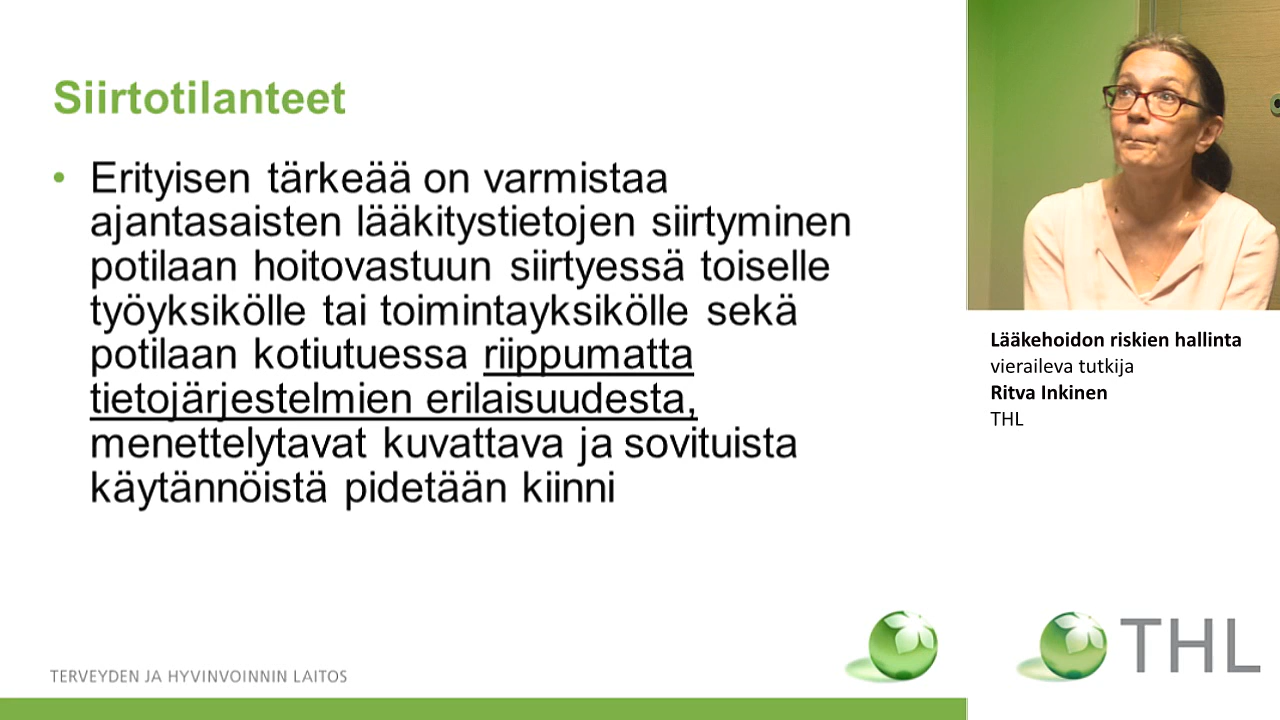 Siirtotilanteet
• Erityisen tärkeää on varmistaa
ajantasaisten lääkitystietojen siirtyminen
potilaan hoitovastuun siirtyessä toiselle
työyksikölle tai toimintayksikölle sekä
potilaan kotiutuessa riippumatta
tietojärjestelmien erilaisuudesta,
menettelytavat kuvattava ja sovituista
käytännöistä pidetään kiinni
TERVEYDEN JA HYVINVOINNIN LAITOS
Lääkehoidon riskien hallinta
vieraileva tutkija
Ritva Inkinen
THL
THL